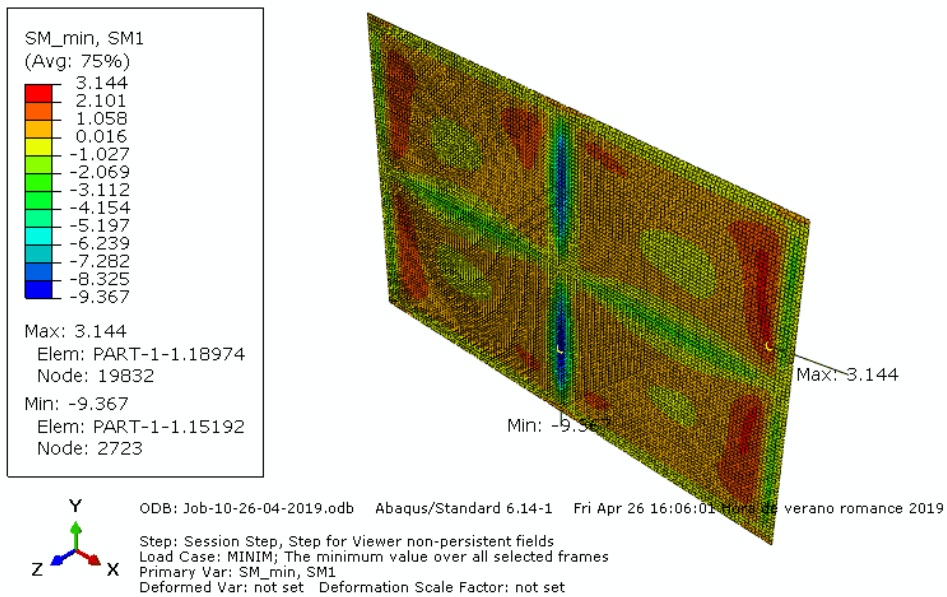 SM_min, SM1
(Avg: 75%)
3.144
2.101
1.058
0.016
-1.027
-2.069
-3.112
-4.154
-5.197
-6.239
-7.282
-8.325
-9.367
Max: 3.144
Elem: PART-1-1.18974
Node: 19832
Min: -9.367
Elem: PART-1-1.15192
Node: 2723
Max: 3.144
Min: -9.367
Y
Z
X
ODB: Job-10-26-04-2019.odb Abaqus/Standard 6.14-1 Fri Apr 26 16:06:01 Hora de verano romance 2019
Step: Session Step, Step for Viewer non-persistent fields
Load Case: MINIM; The minimum value over all selected frames
Primary Var: SM_min, SM1
Deformed Var: not set Deformation Scale Factor: not set